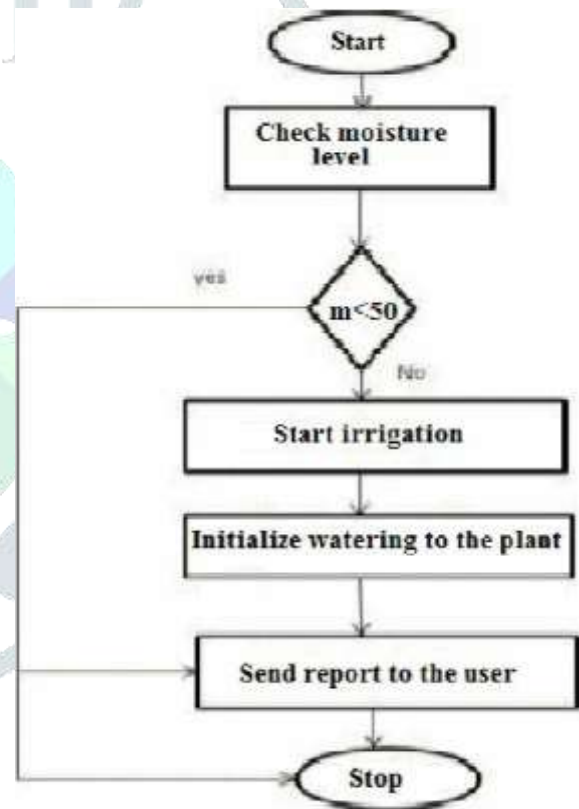 Start
Check moisture
level
yes
m<50
No
Start irrigation
Initialize watering to the plant
Send report to the user
Stop